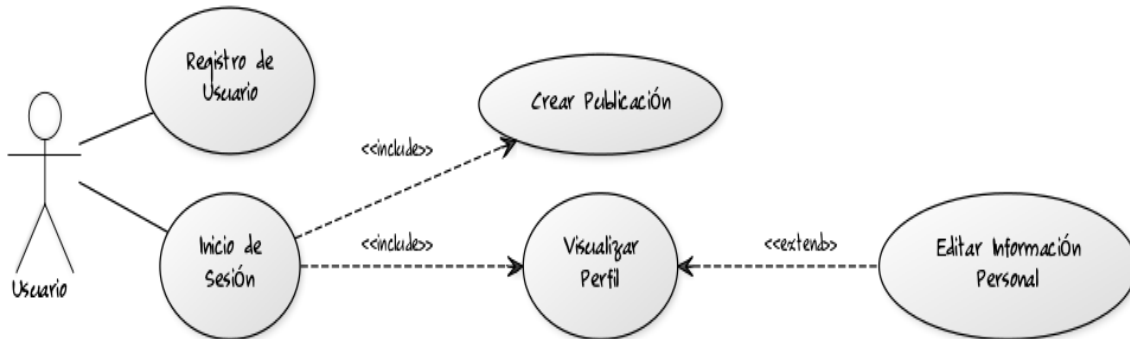 Registro de
Usuario
Crear Publicación
<<include>>
Inicio de
Sesión
<<include>>
Visualizar
Perfil
<<extend>>
Editar Información
Personal
Usuario